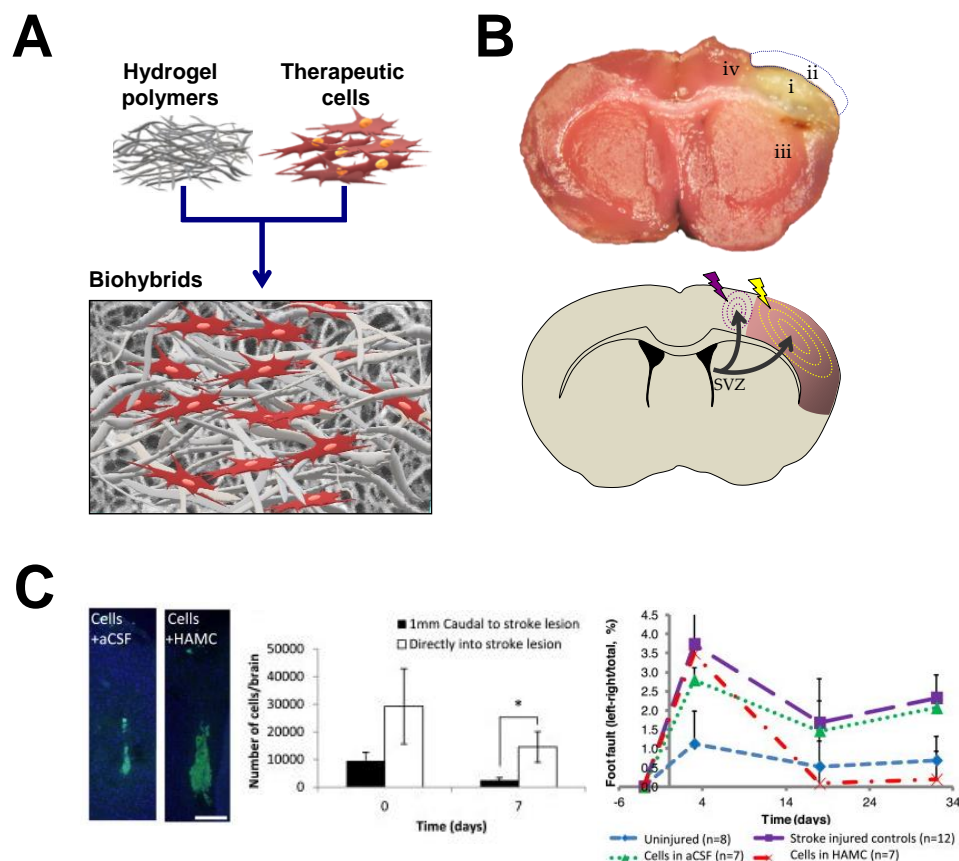 A
Hydrogel
polymers
Therapeutic
cells
Biohybrids
B
iv
ii
i
iii
SVZ
C
Cells
+aCSF
Cells
+HAMC
1mm Caudal to stroke lesion
Directly into stroke lesion
Number of cells/brain
50000
40000
30000
20000
10000
0
*
0
7
Time (days)
Foot fault (left-right/total, %)
4.5
4.0
3.5
3.0
2.5
2.0
1.5
1.0
0.5
0.0
-6
4
14
24
34
Time (days)
Uninjured (n=8)
Stroke injured controls (n=12)
Cells in aCSF (n=7)
Cells in HAMC (n=7)